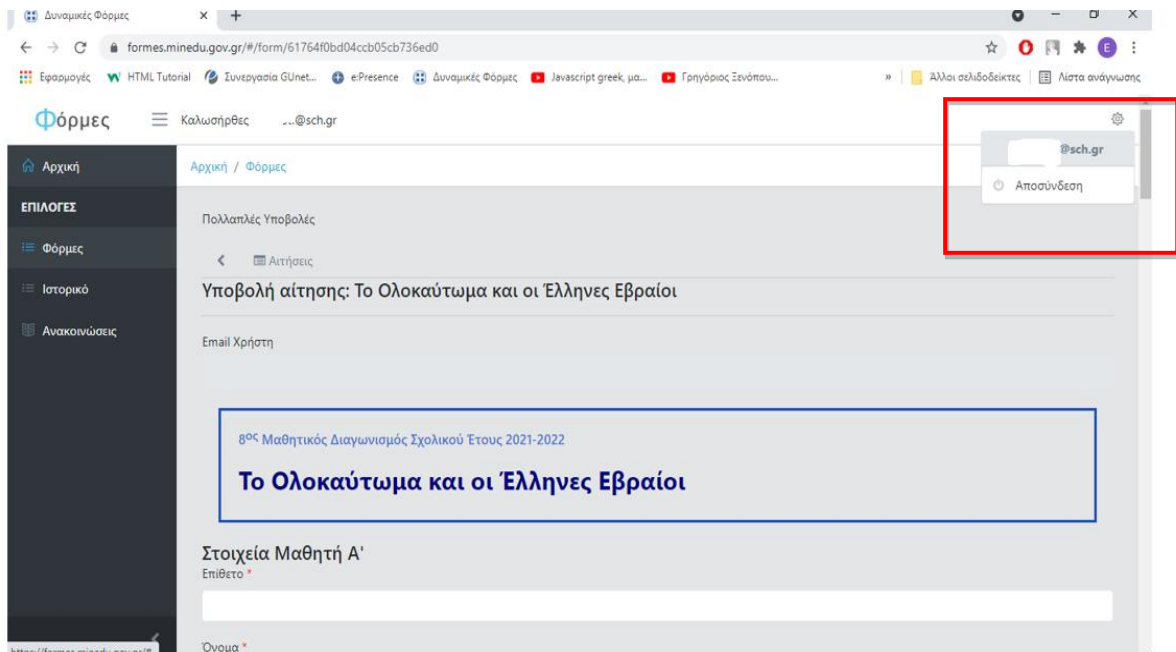 Δυναμικές Φόρμες
formes.minedu.gov.gr/#/form/61764f0bd04ccb05cb736ed0
Εφαρμογές HTML Tutorial Συνεργασία GUnet... e:Presence Δυναμικές Φόρμες Javascript greek, μα... Γρηγόριος Ξενόπου... » Άλλοι σελιδοδείκτες Λίστα ανάγνωσης
Φόρμες Καλωσήρθες @sch.gr
@sch.gr
Αποσύνδεση
Αρχική
ΕΠΙΛΟΓΕΣ
Φόρμες
Ιστορικό
Ανακοινώσεις
Αρχική / Φόρμες
Πολλαπλές Υποβολές
Αιτήσεις
Υποβολή αίτησης: Το Ολοκαύτωμα και οι Έλληνες Εβραίοι
Email Χρήστη
8ος Μαθητικός Διαγωνισμός Σχολικού Έτους 2021-2022
Το Ολοκαύτωμα και οι Έλληνες Εβραίοι
Στοιχεία Μαθητή Α'
Επίθετο *
Όνομα *